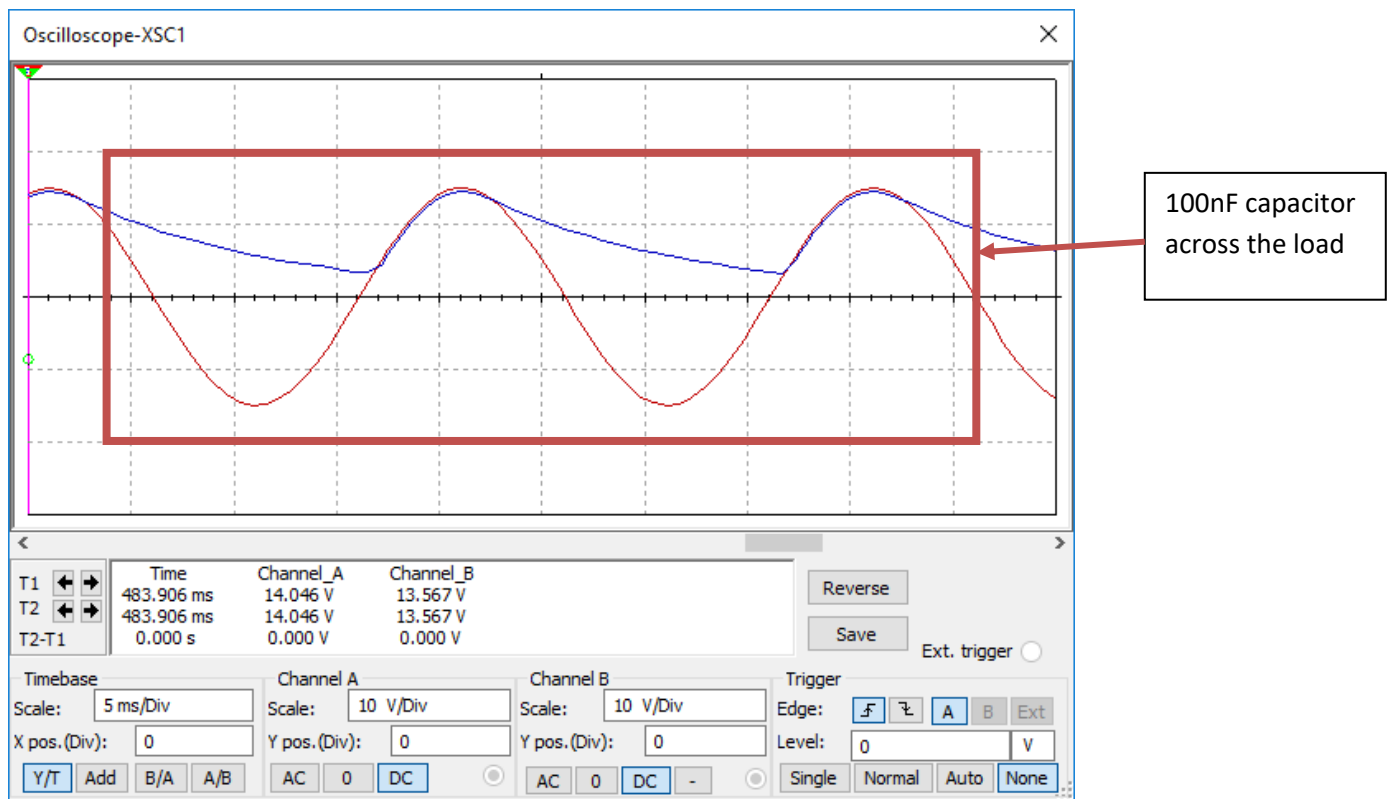 Oscilloscope-XSC1
100nF capacitor
across the load
Time Channel_A Channel_B
T1 483.906 ms 14.046 V 13.567 V
T2 483.906 ms 14.046 V 13.567 V
T2-T1 0.000 s 0.000 V 0.000 V
Reverse
Save
Ext. trigger
Timebase
Scale: 5 ms/Div
X pos.(Div): 0
Y/T Add B/A A/B
Channel A
Scale: 10 V/Div
Y pos.(Div): 0
AC 0 DC
Channel B
Scale: 10 V/Div
Y pos.(Div): 0
AC 0 DC -
Trigger
Edge: A B Ext
Level: 0 V
Single Normal Auto None